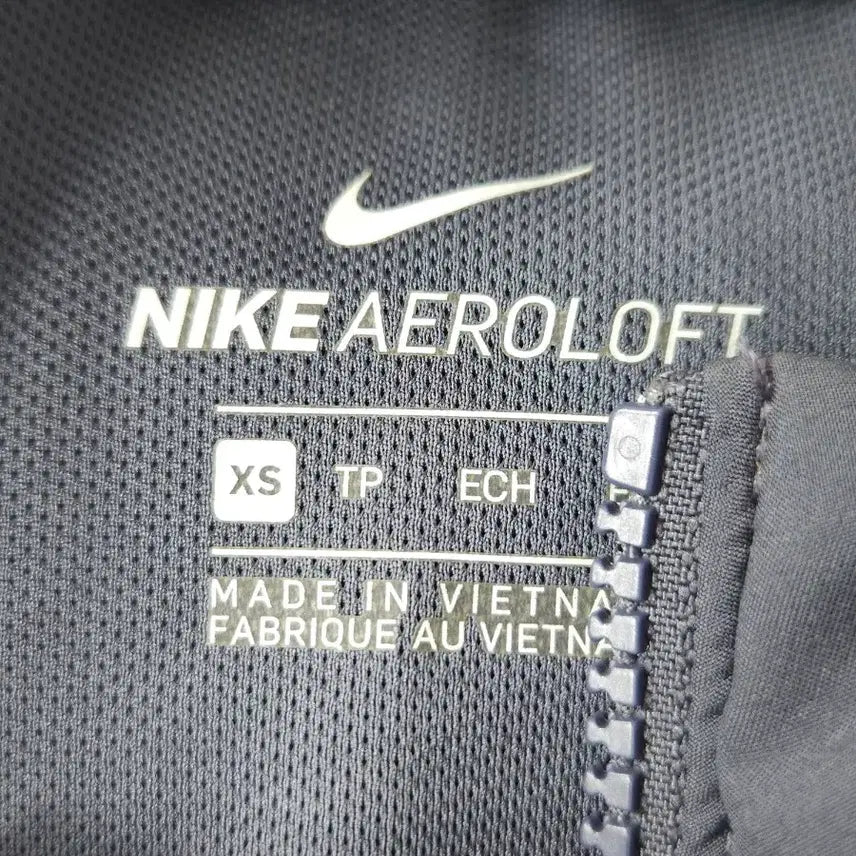 NIKE AEROLOFT
XS TP ECH
MADE IN VIETNA
FABRIQUE AU VIETNA